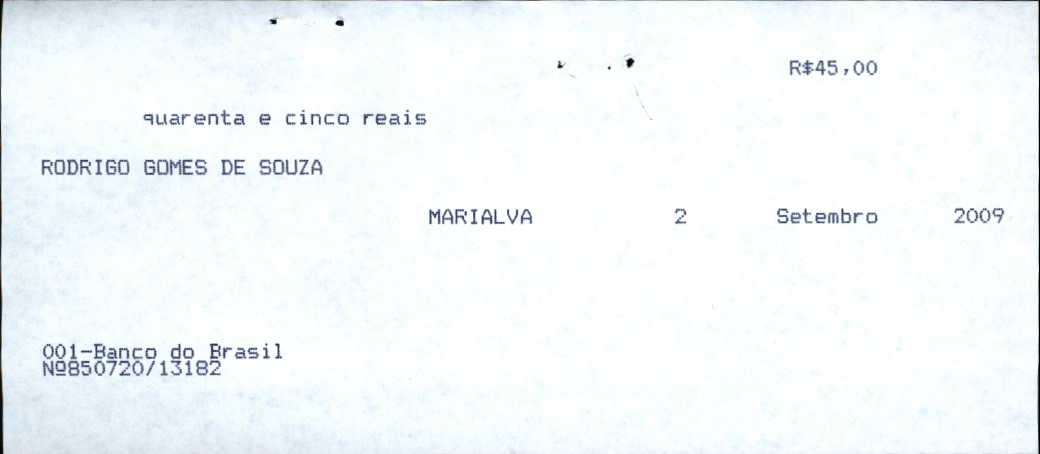 R$45,00
quarenta e cinco reais
RODRIGO GOMES DE SOUZA
MARIALVA 2 Setembro 2009
001-Banco do Brasil
Nº850720/13182